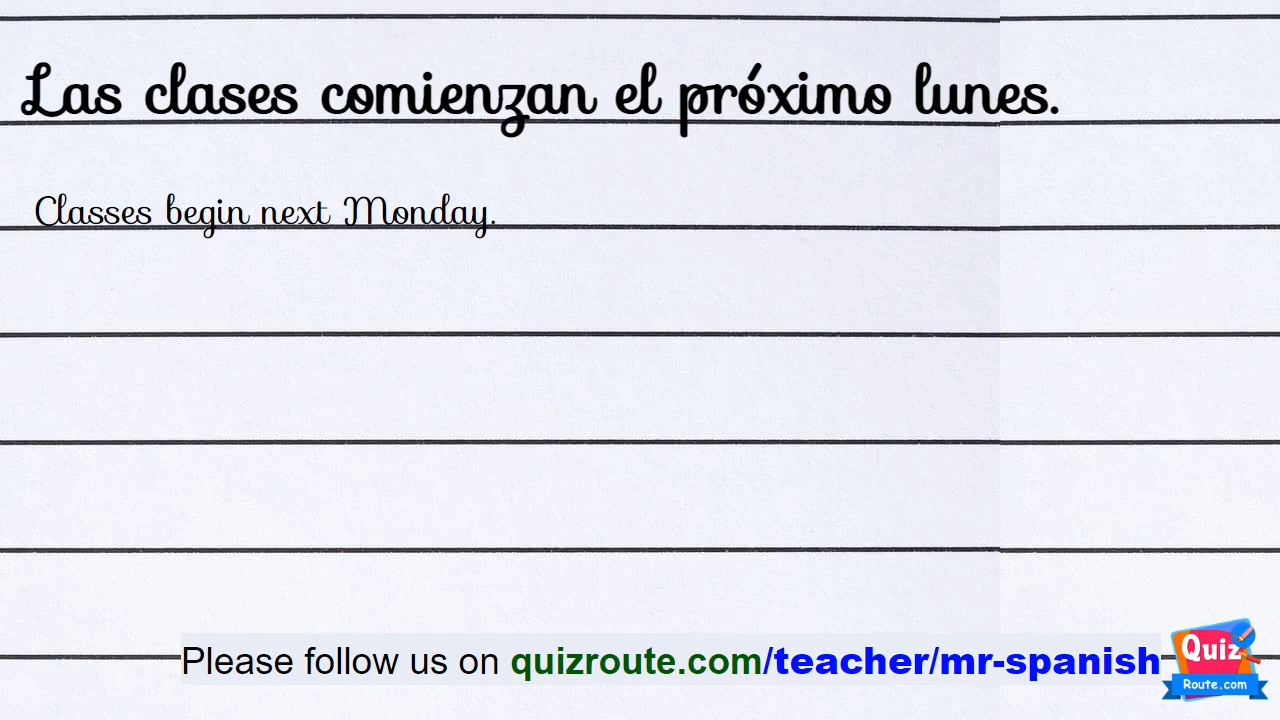 Las clases comienzan el próximo lunes.
Classes begin next Monday.
Please follow us on quizroute.com/teacher/mr-spanish
Quiz
Route.com